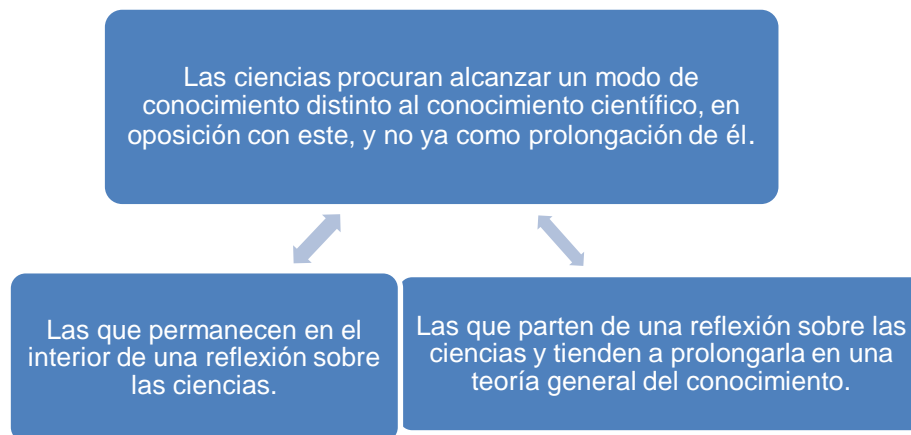 Las ciencias procuran alcanzar un modo de
conocimiento distinto al conocimiento científico, en
oposición con este, y no ya como prolongación de él.
Las que permanecen en el
interior de una reflexión sobre
las ciencias.
Las que parten de una reflexión sobre las
ciencias y tienden a prolongarla en una
teoría general del conocimiento.